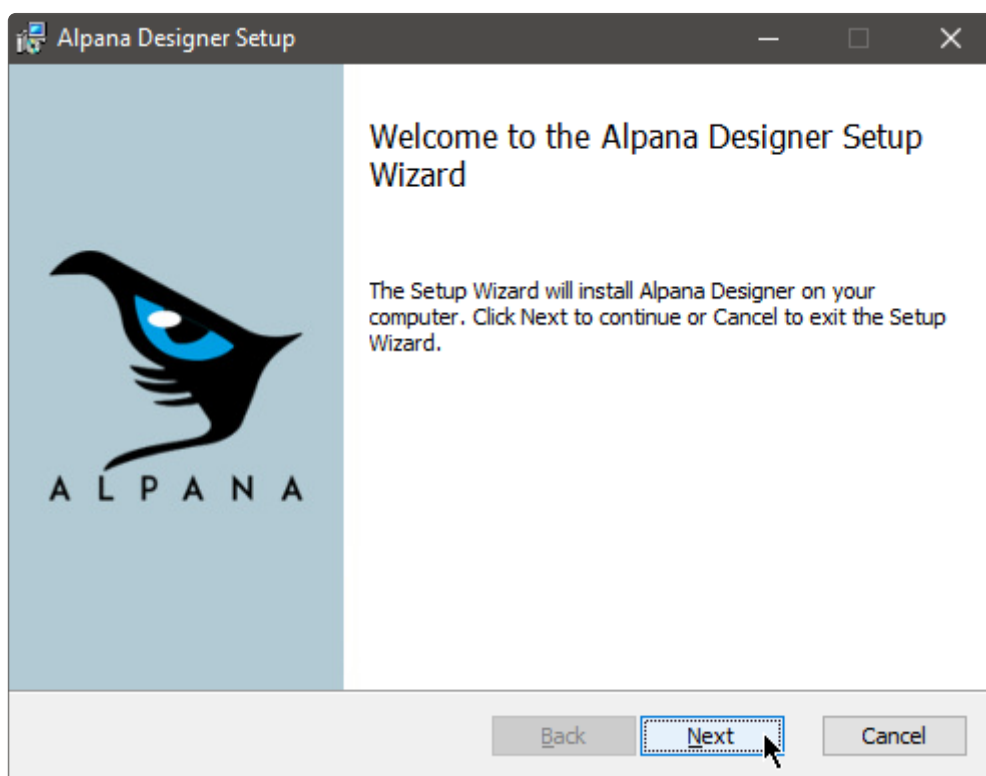 Alpana Designer Setup
Welcome to the Alpana Designer Setup
Wizard
The Setup Wizard will install Alpana Designer on your
computer. Click Next to continue or Cancel to exit the Setup
Wizard.
ALPANA
Back Next Cancel